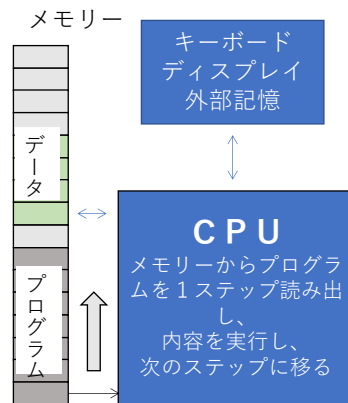 メモリー
キーボード
ディスプレイ
外部記憶
データ
プログラム
ＣＰＵ
メモリーからプログラ
ムを１ステップ読み出
し、
内容を実行し、
次のステップに移る